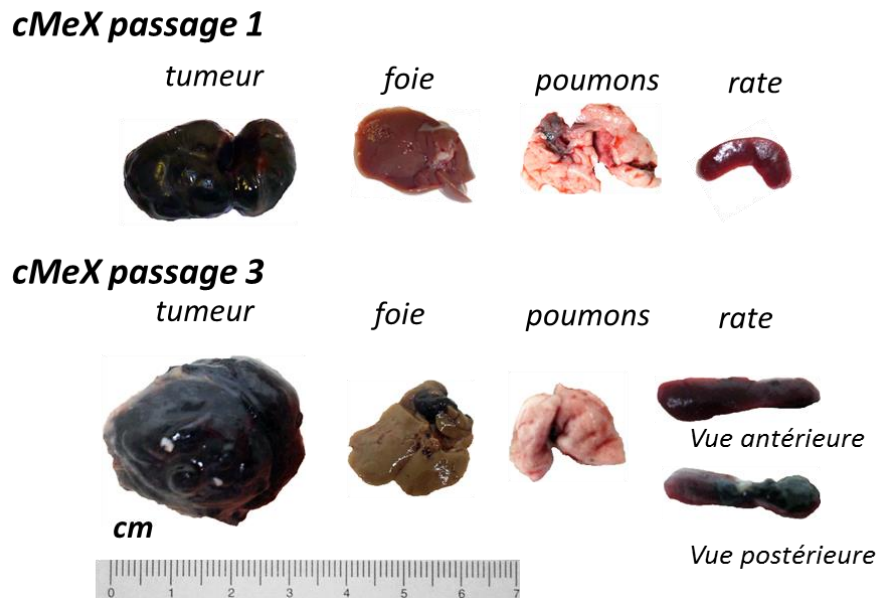 cMeX passage 1
tumeur foie poumons rate
cMeX passage 3
tumeur foie poumons rate
Vue antérieure
Vue postérieure
cm
0 1 2 3 4 5 6 7